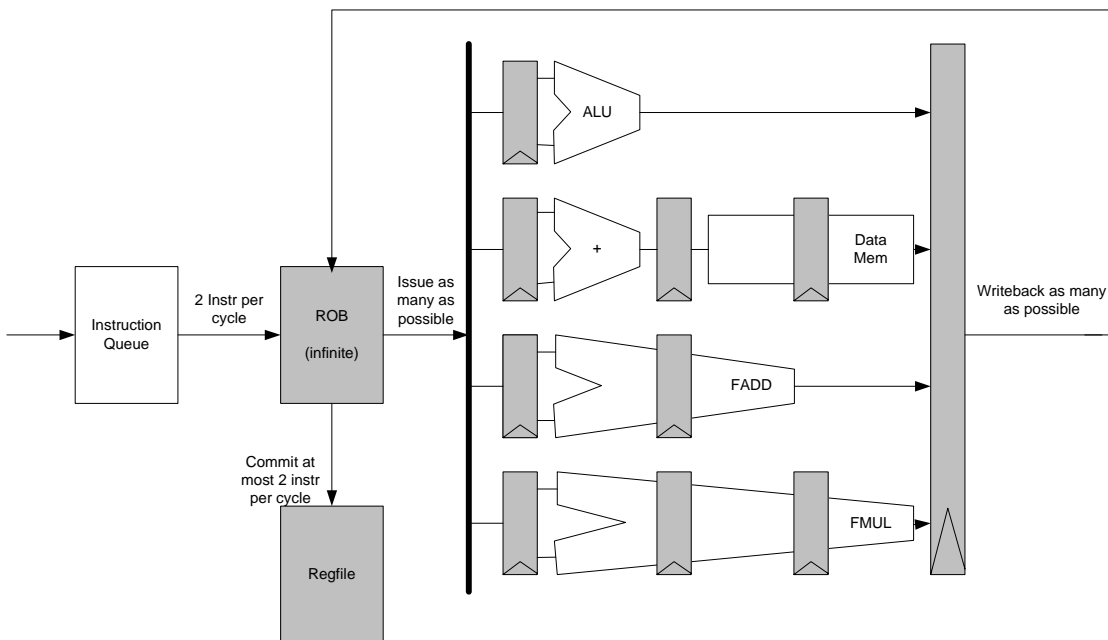 ALU
+
Data
Mem
Instruction
Queue
2 Instr per
cycle
ROB
(infinite)
Issue as
many as
possible
Writeback as many
as possible
FADD
Commit at
most 2 instr
per cycle
FMUL
Regfile